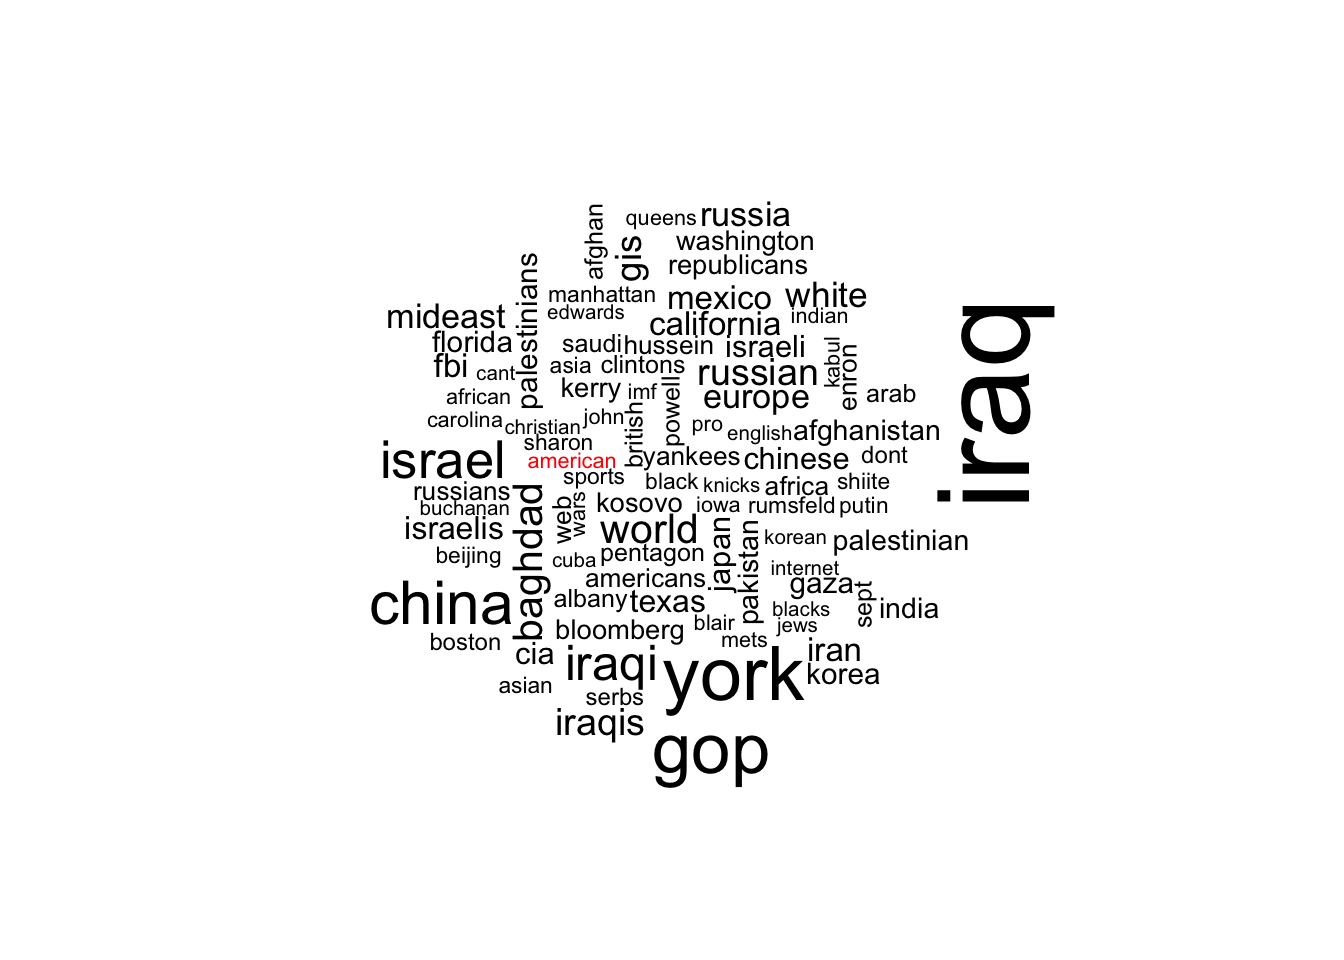 queens
russia
afghan
gis
washington
republicans
palestinians
manhattan
mexico
white
mideast
edwards
california
indian
florida
saudi
hussein
israeli
kabul
enron
fbi
cant
asia
clintons
russian
african
kerry
imf
powell
europe
arab
iraq
carolina
christian
john
british
pro
english
afghanistan
sharon
israel
american
yankees
chinese
dont
sports
russians
black
knicks
africa
shiite
buchanan
baghdad
web
wars
kosovo
iowa
rumsfeld
putin
israelis
world
japan
pakistan
korean
palestinian
beijing
cuba
pentagon
internet
china
americans
gaza
albany
texas
blacks
sept
india
boston
bloomberg
blair
jews
mets
cia
iraqi
york
iran
korea
asian
serbs
iraqis
gop